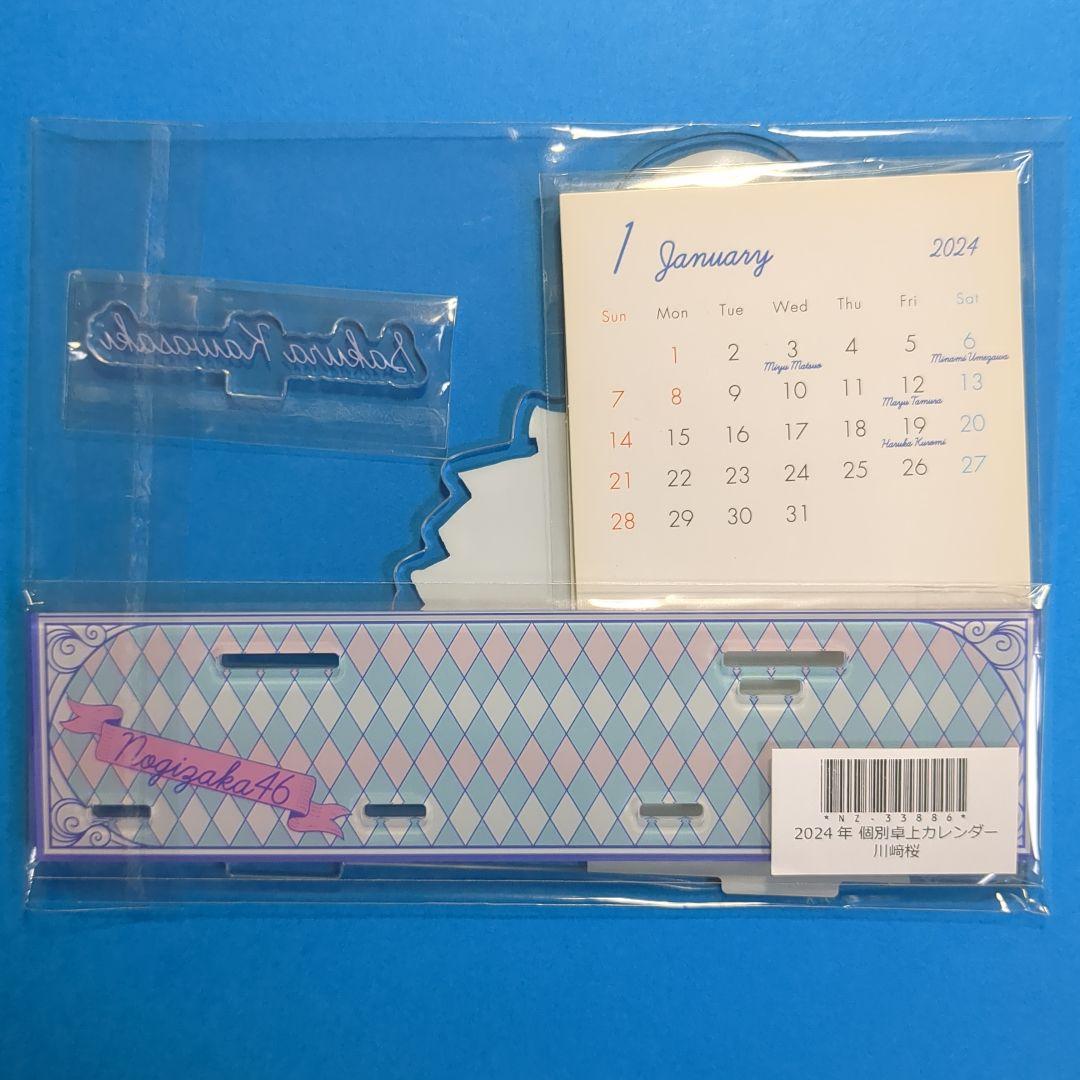 1 January 2024
Sun Mon Tue Wed Thu Fri Sat
1 2 3 4 5 6
Miyu Matsuo Minami Umezawa
7 8 9 10 11 12 13
Mayu Tamura
14 15 16 17 18 19 20
Haruka Kuromi
21 22 23 24 25 26 27
28 29 30 31
Sakura Kawasaki
Nogizaka46
*NZ-33886*
2024年 個別卓上カレンダー
川﨑桜